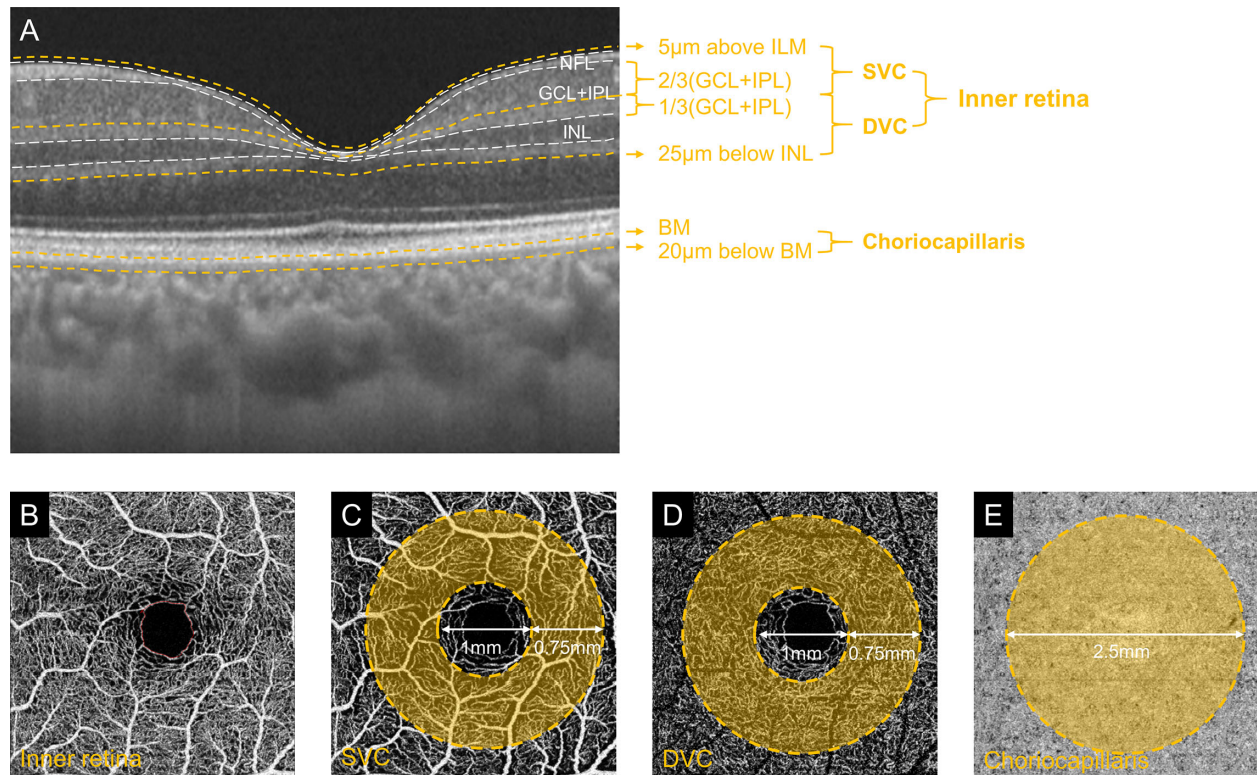 A
NFL
GCL+IPL
INL
5μm above ILM
2/3(GCL+IPL)
1/3(GCL+IPL)
25μm below INL
SVC
DVC
Inner retina
BM
20μm below BM
Choriocapillaris
B
Inner retina
C
1mm
0.75mm
SVC
D
1mm
0.75mm
DVC
E
2.5mm
Choriocapillaris